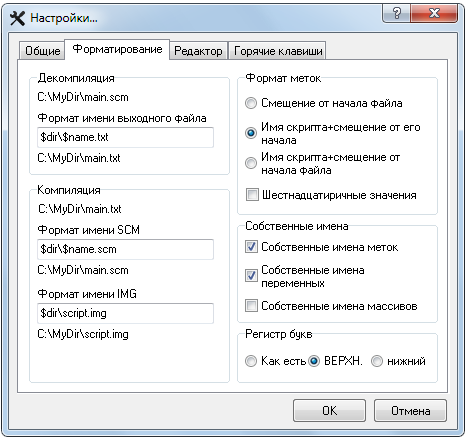 Настройки...
Общие
Форматирование
Редактор
Горячие клавиши
Декомпиляция
C:\MyDir\main.scm
Формат имени выходного файла
$dir\$name.txt
C:\MyDir\main.txt
Компиляция
C:\MyDir\main.txt
Формат имени SCM
$dir\$name.scm
C:\MyDir\main.scm
Формат имени IMG
$dir\script.img
C:\MyDir\script.img
Формат меток
Смещение от начала файла
Имя скрипта+смещение от его
начала
Имя скрипта+смещение от
начала файла
Шестнадцатиричные значения
Собственные имена
Собственные имена меток
Собственные имена
переменных
Собственные имена массивов
Регистр букв
Как есть
ВЕРХН.
нижний
OK
Отмена